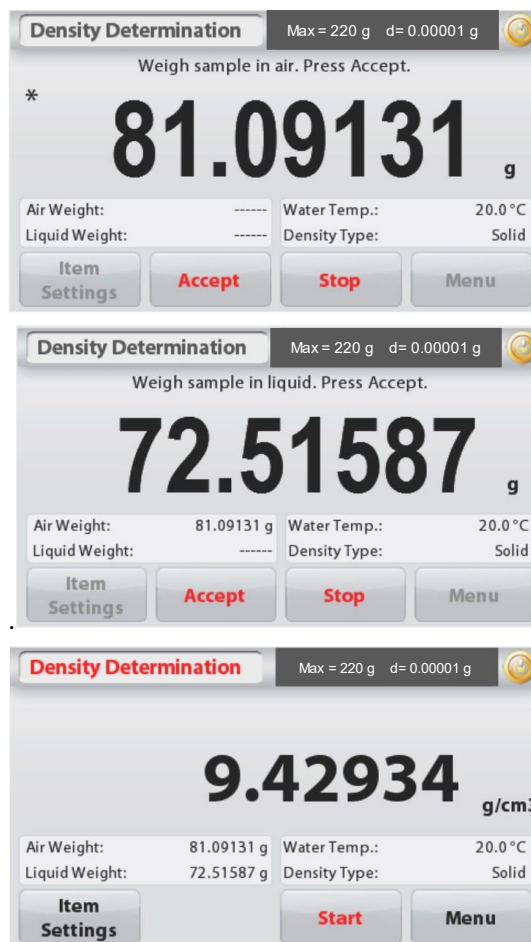 Density Determination Max = 220 g d= 0.00001 g
Weigh sample in air. Press Accept.
*
81.09131 g
Air Weight: ------ Water Temp.: 20.0°C
Liquid Weight: ------ Density Type: Solid
Item Settings Accept Stop Menu
Density Determination Max = 220 g d= 0.00001 g
Weigh sample in liquid. Press Accept.
72.51587 g
Air Weight: 81.09131 g Water Temp.: 20.0°C
Liquid Weight: ------ Density Type: Solid
Item Settings Accept Stop Menu
.
Density Determination Max = 220 g d= 0.00001 g
9.42934 g/cm3
Air Weight: 81.09131 g Water Temp.: 20.0°C
Liquid Weight: 72.51587 g Density Type: Solid
Item Settings Start Menu